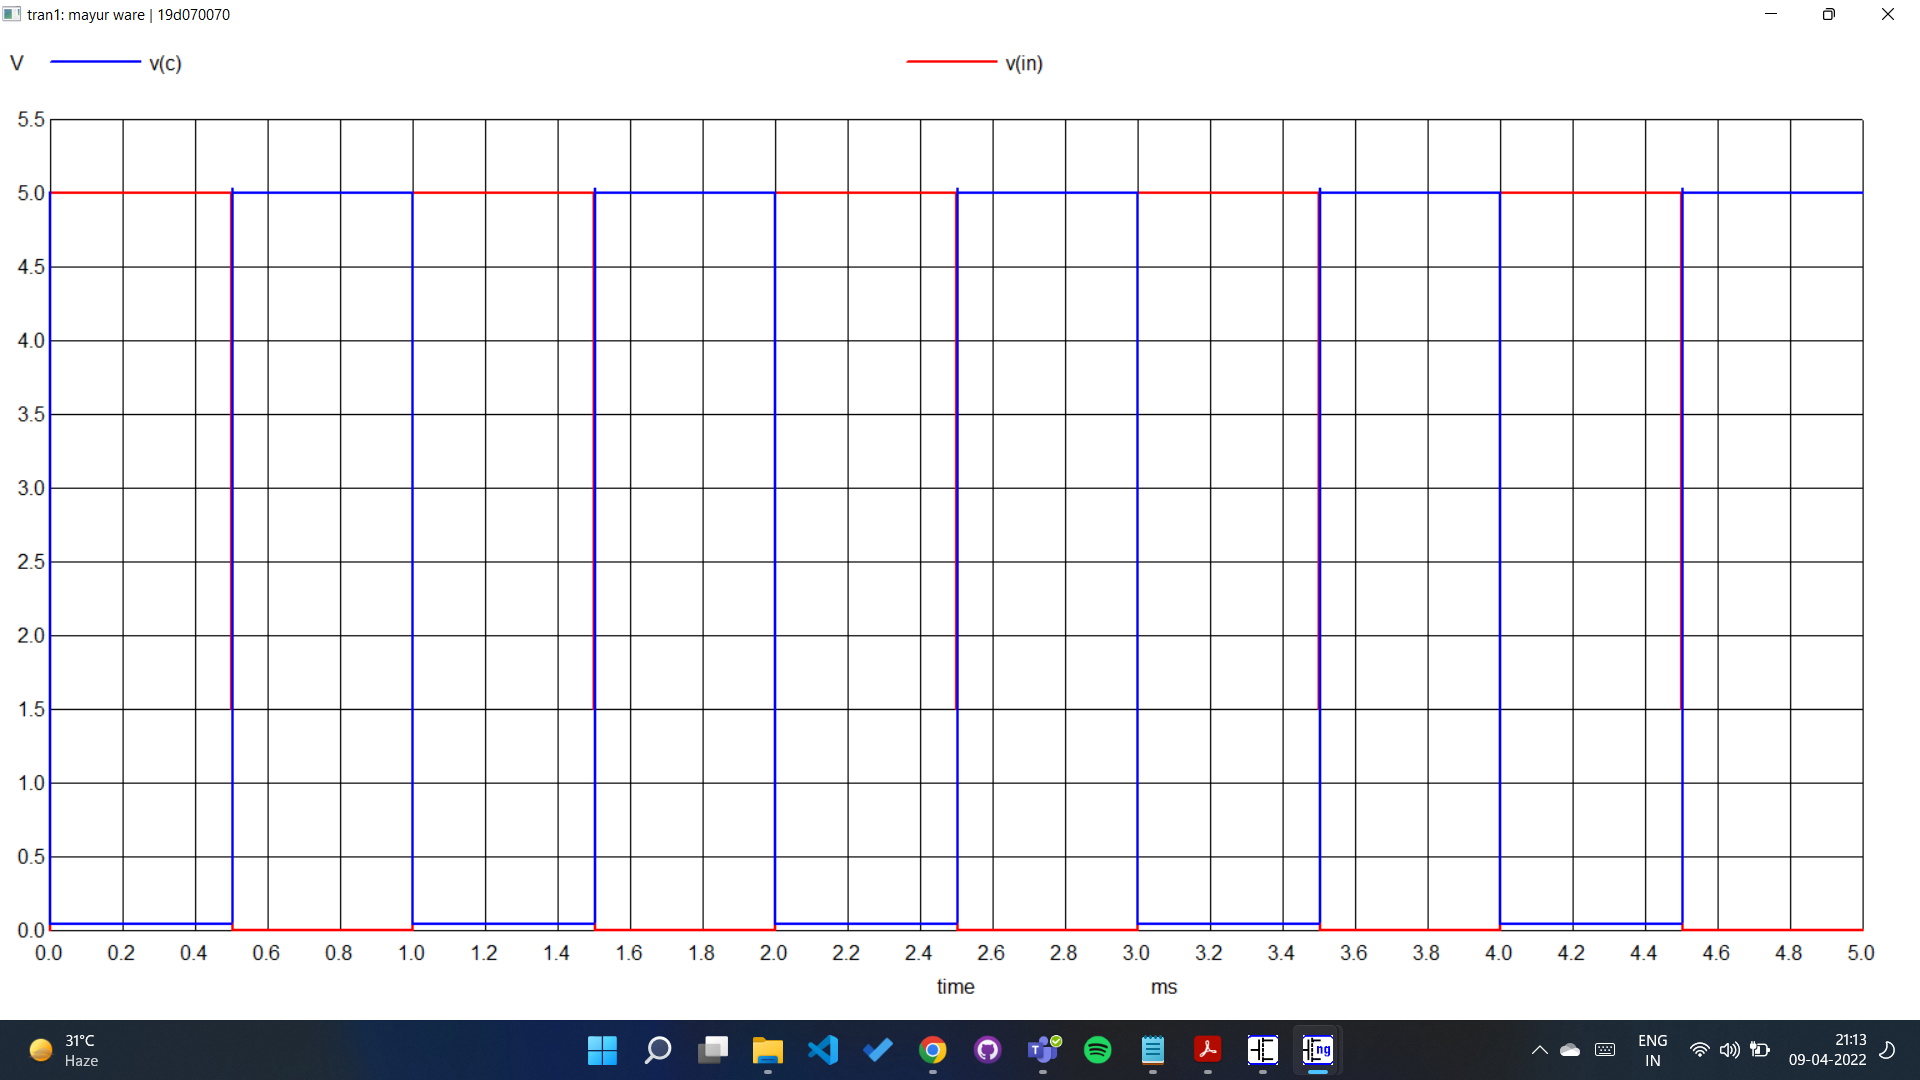 tran1: mayur ware | 19d070070
V v(c) v(in)
5.5
5.0
4.5
4.0
3.5
3.0
2.5
2.0
1.5
1.0
0.5
0.0
0.0 0.2 0.4 0.6 0.8 1.0 1.2 1.4 1.6 1.8 2.0 2.2 2.4 2.6 2.8 3.0 3.2 3.4 3.6 3.8 4.0 4.2 4.4 4.6 4.8 5.0
time ms
31°C
Haze
T
ng
ENG
IN
21:13
09-04-2022